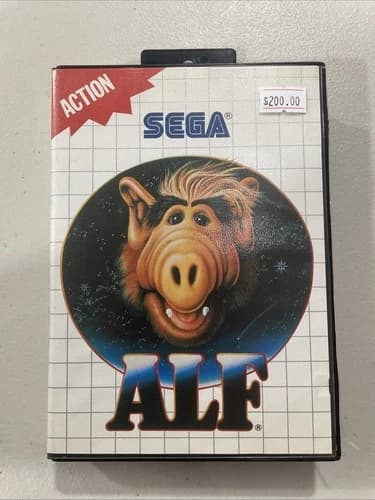 ACTION
$200.00
SEGA®
ALF®